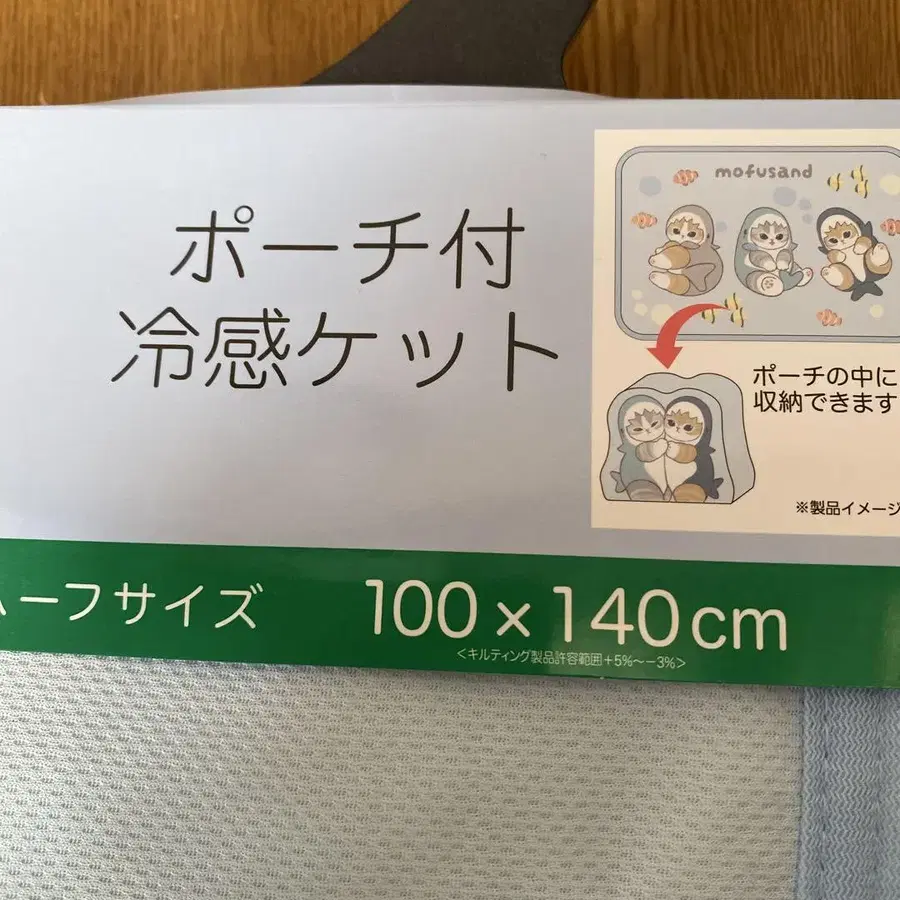 ポーチ付
冷感ケット
mofusand
ポーチの中に
収納できます
※製品イメージ
ハーフサイズ 100×140cm
<キルティング製品許容範囲+5%~-3%>